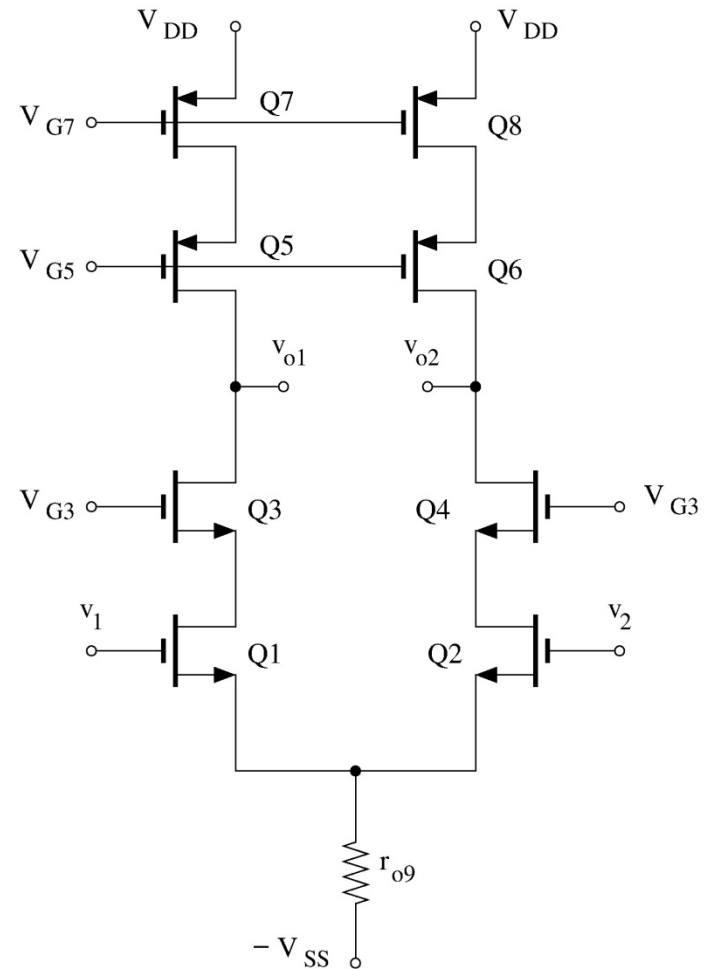 V DD V DD
V G7 Q7 Q8
V G5 Q5 Q6
v o1 v o2
V G3 Q3 Q4 V G3
v 1 Q1 Q2 v 2
r o9
− V SS